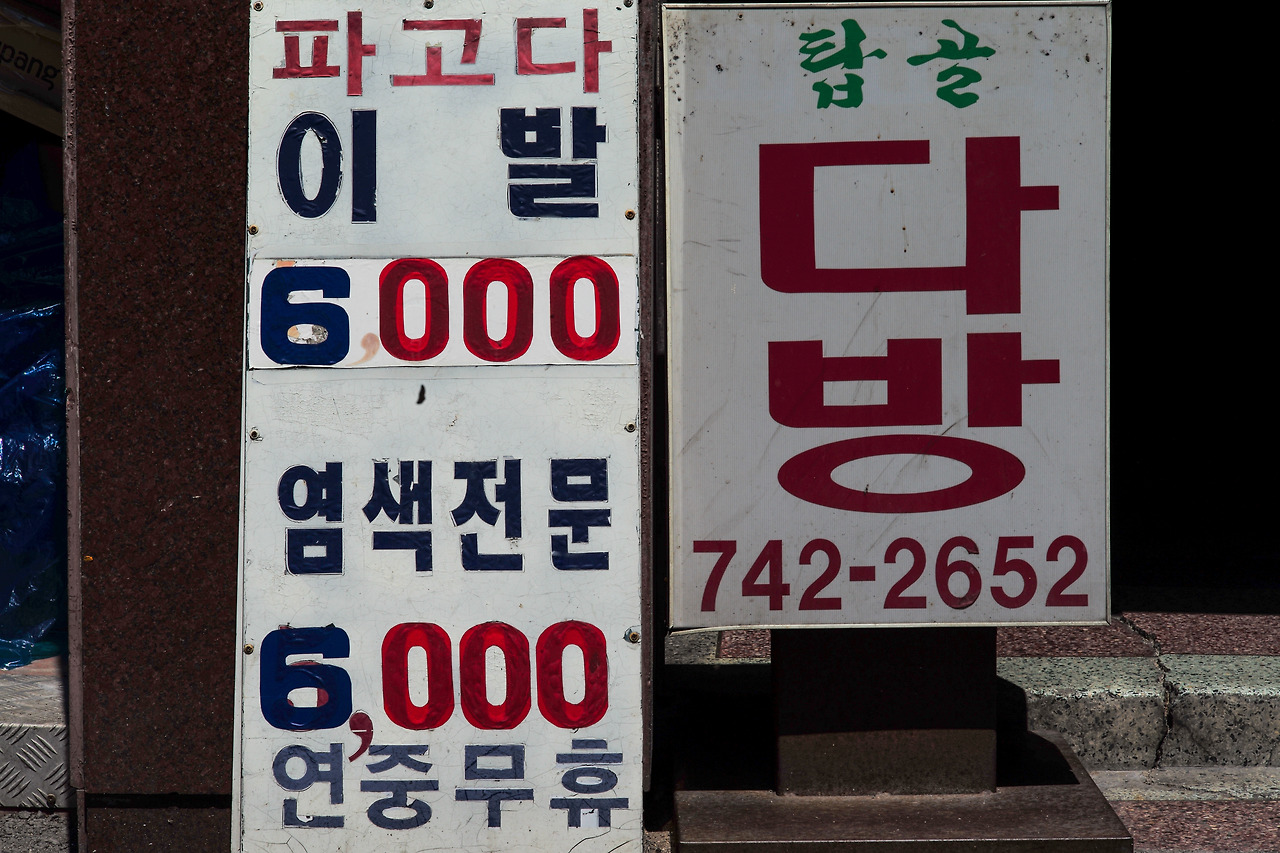 파고다
이 발
6,000
염색전문
6,000
연중무휴
탑골
다
방
742-2652
pang